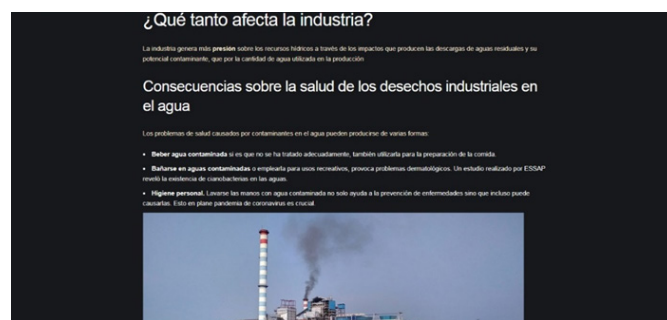 ¿Qué tanto afecta la industria?
La industria genera más presión sobre los recursos hídricos a través de los impactos que producen las descargas de aguas residuales y su
potencial contaminante, que por la cantidad de agua utilizada en la producción
Consecuencias sobre la salud de los desechos industriales en
el agua
Los problemas de salud causados por contaminantes en el agua pueden producirse de varias formas:
• Beber agua contaminada si es que no se ha tratado adecuadamente, también utilizarla para la preparación de la comida.
• Bañarse en aguas contaminadas o emplearla para usos recreativos, provoca problemas dermatológicos. Un estudio realizado por ESSAP
reveló la existencia de cianobacterias en las aguas.
• Higiene personal. Lavarse las manos con agua contaminada no solo ayuda a la prevención de enfermedades sino que incluso puede
causarlas. Esto en plane pandemia de coronavirus es crucial.